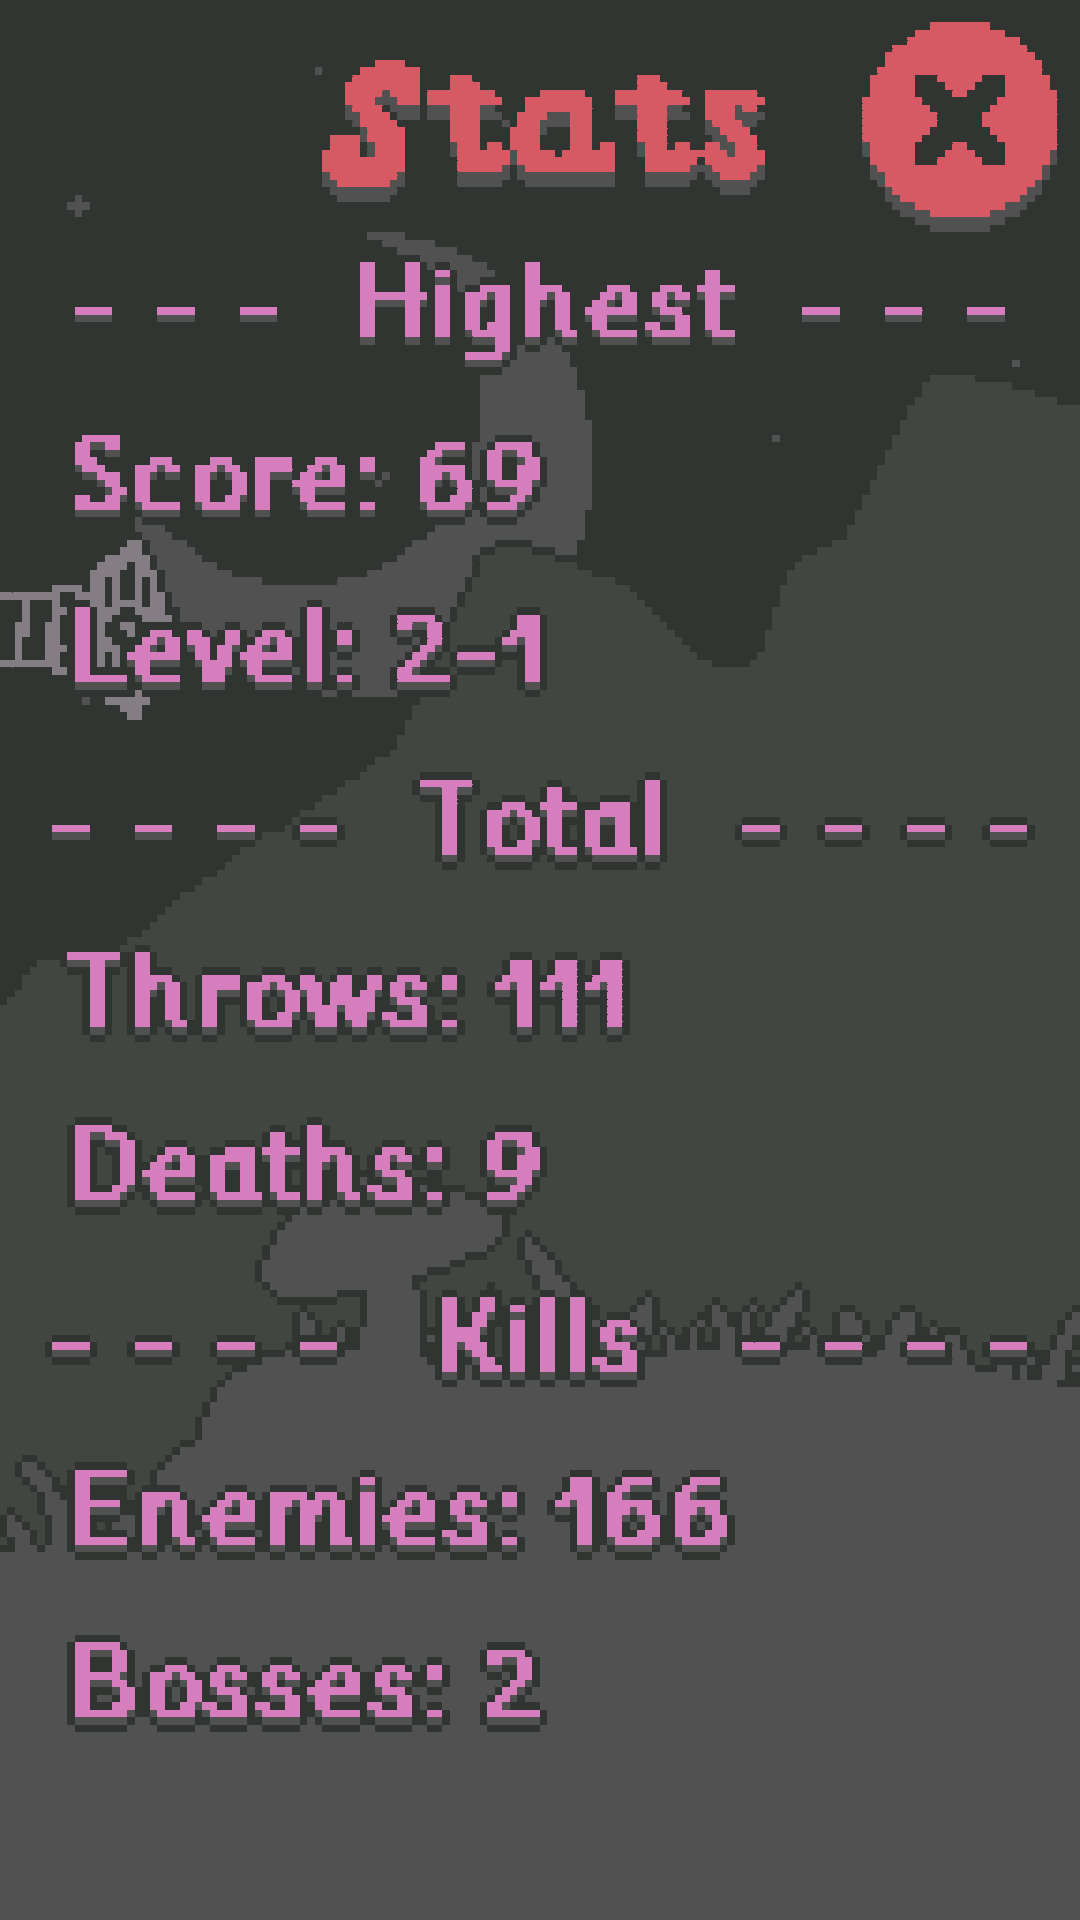 Stats
- - - Highest - - -
Score: 69
Level: 2-1
- - - - Total - - - -
Throws: 111
Deaths: 9
- - - - Kills - - - -
Enemies: 166
Bosses: 2